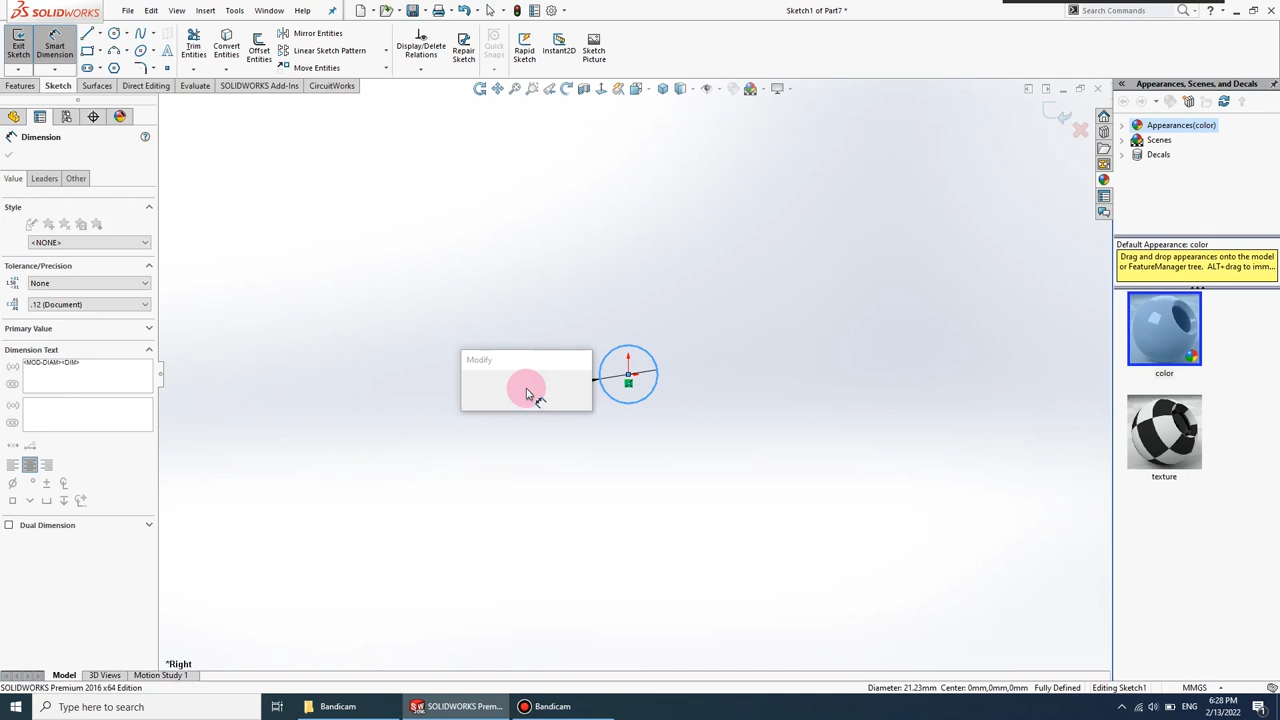 SOLIDWORKS
File
Edit
View
Insert
Tools
Window
Help
Sketch1 of Part7 *
Search Commands
Exit Sketch
Smart Dimension
Trim Entities
Convert Entities
Offset Entities
Mirror Entities
Linear Sketch Pattern
Move Entities
Display/Delete Relations
Repair Sketch
Quick Snaps
Rapid Sketch
Instant2D
Sketch Picture
Features
Sketch
Surfaces
Direct Editing
Evaluate
SOLIDWORKS Add-Ins
CircuitWorks
Appearances, Scenes, and Decals
Dimension
Value
Leaders
Other
Style
<NONE>
Tolerance/Precision
None
.12 (Document)
Primary Value
Dimension Text
<MOD-DIAM><DIM>
Dual Dimension
Modify
*Right
Appearances(color)
Scenes
Decals
Default Appearance: color
Drag and drop appearances onto the model
or FeatureManager tree. ALT+drag to imm...
color
texture
Model
3D Views
Motion Study 1
SOLIDWORKS Premium 2016 x64 Edition
Diameter: 21.23mm
Center: 0mm,0mm,0mm
Fully Defined
Editing Sketch1
MMGS
Type here to search
Bandicam
SOLIDWORKS Prem...
Bandicam
ENG
6:28 PM
2/13/2022